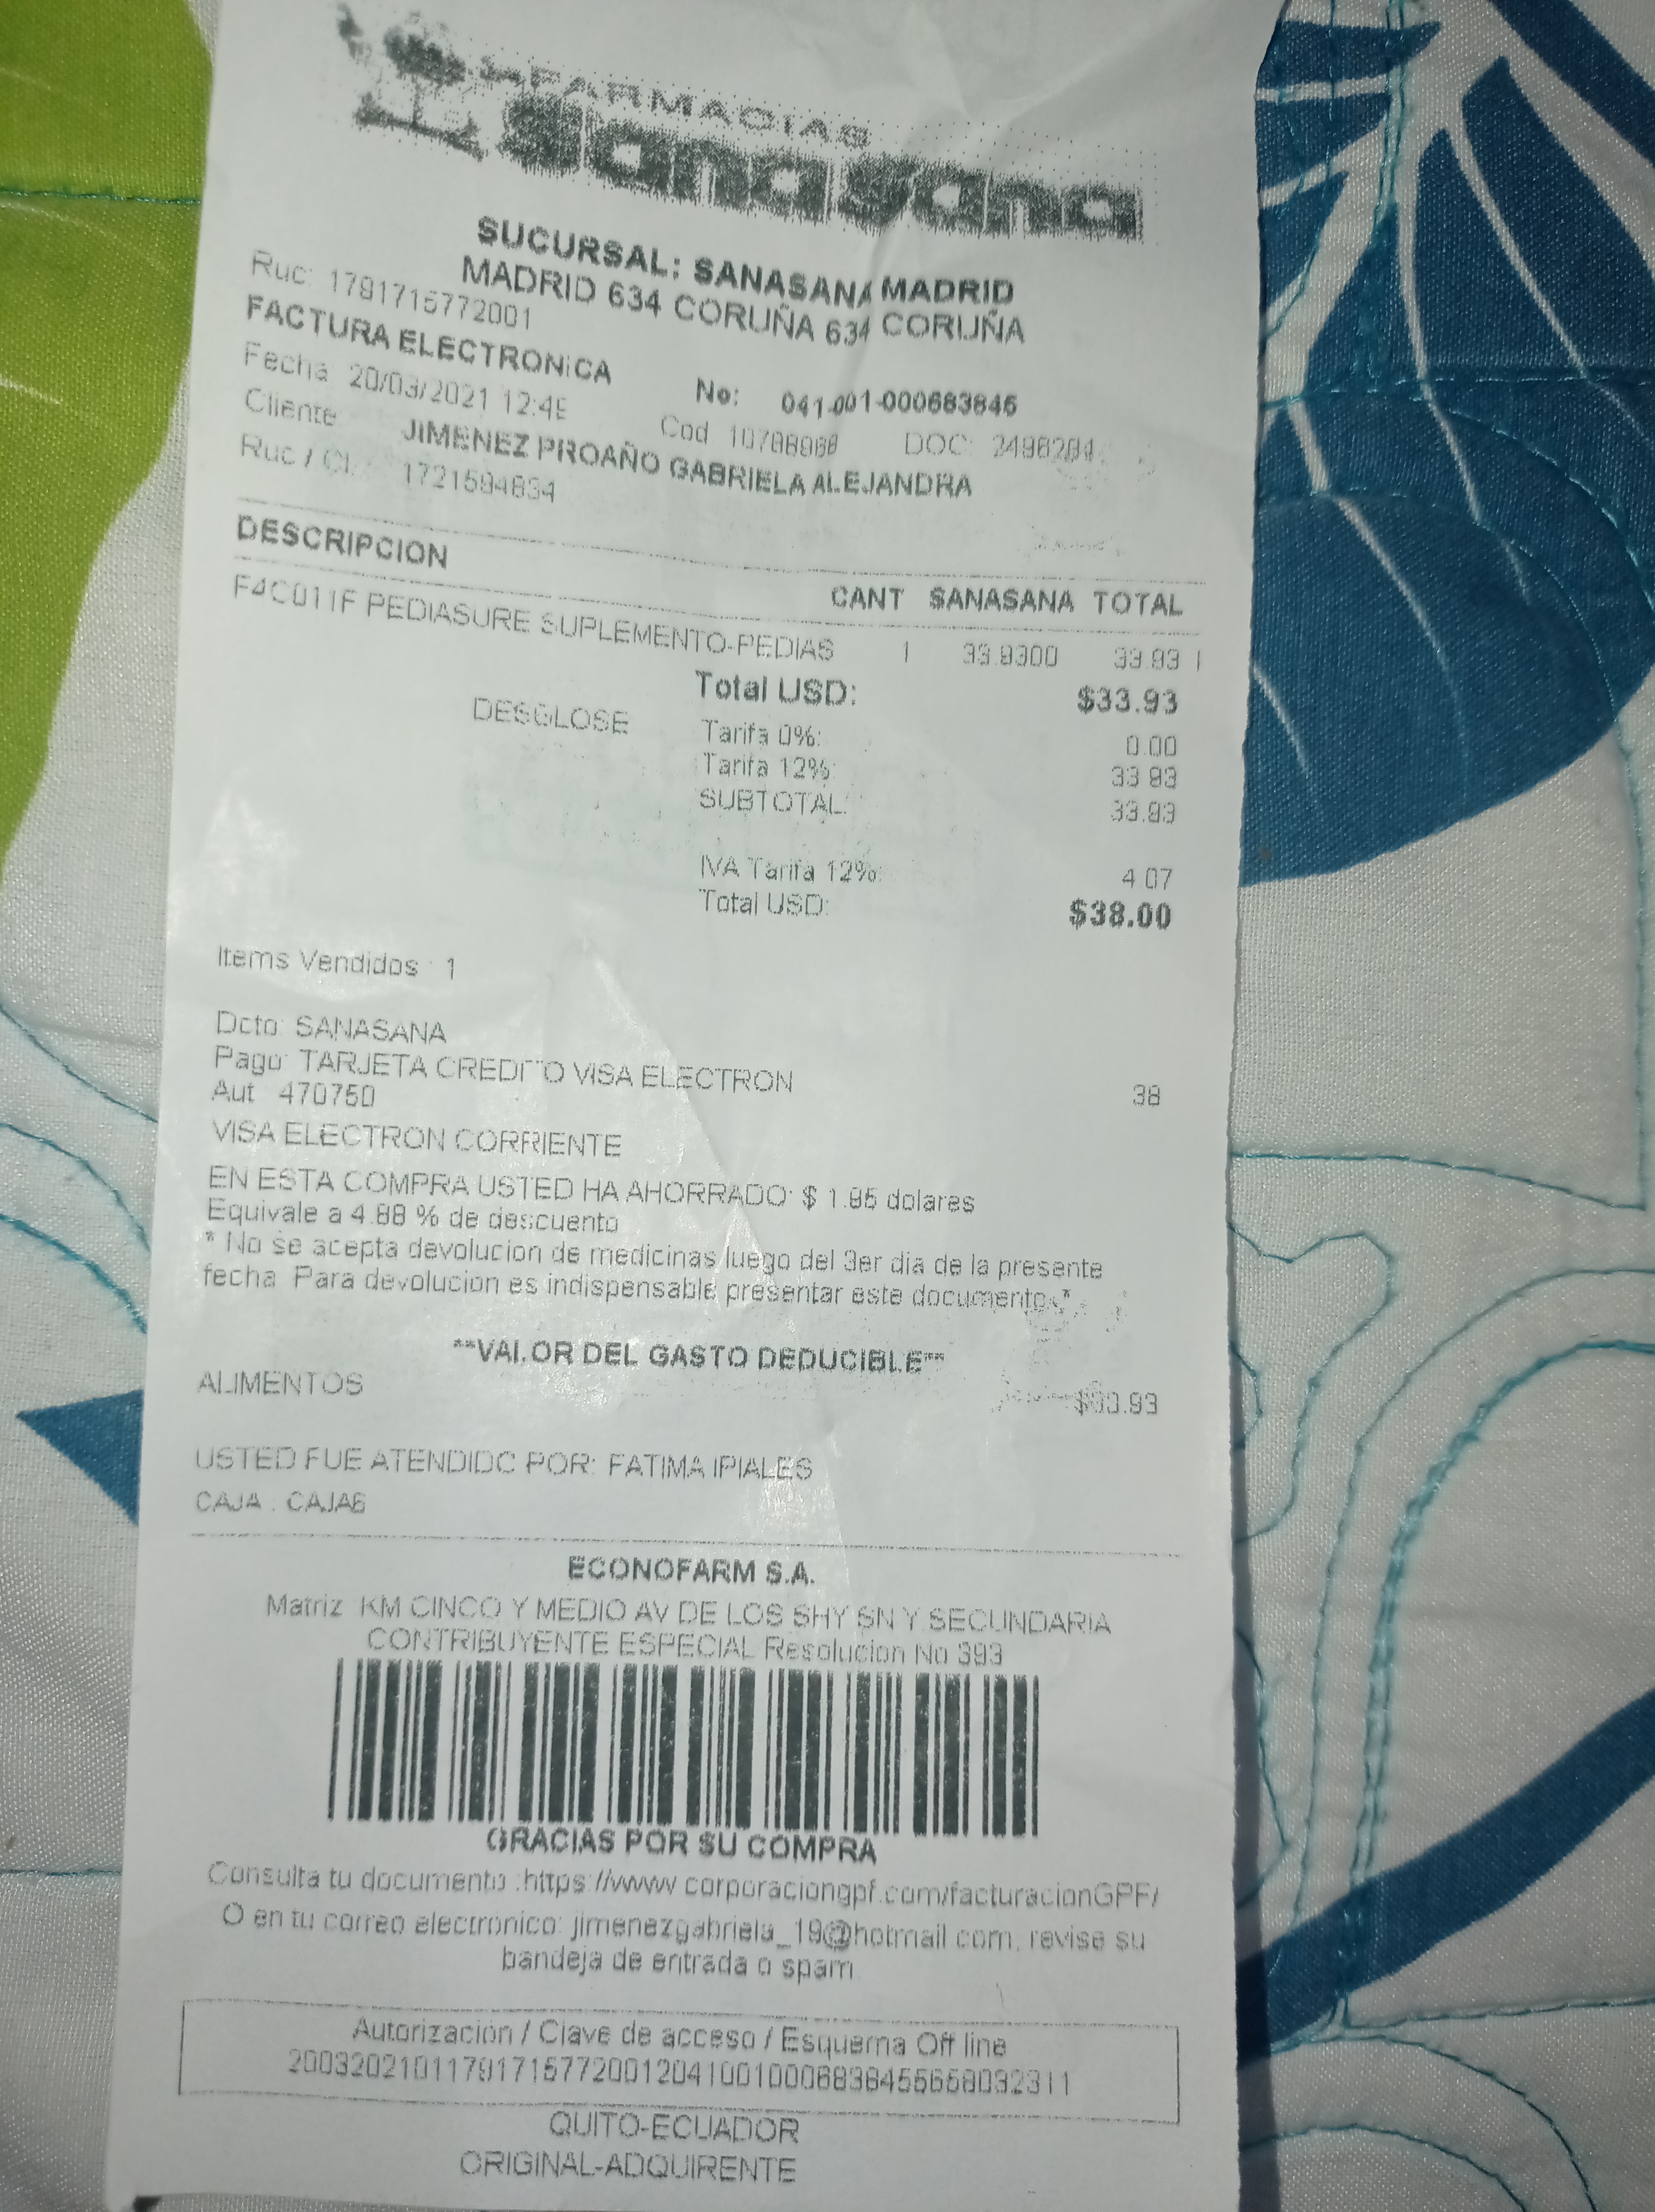 FARMACIAS
Sana Sana
SUCURSAL: SANASANA MADRID
MADRID 634 CORUÑA 634 CORUÑA
Ruc: 1791715772001
FACTURA ELECTRONICA No: 041-001-000683845
Fecha: 20/03/2021 12:49 Cod DOC:
Cliente JIMENEZ PROAÑO GABRIELA ALEJANDRA
Ruc / CI.: 1721594834
DESCRIPCION CANT SANASANA TOTAL
F4C011F PEDIASURE SUPLEMENTO-PEDIAS 1 33.9300 33.93 I
Total USD: $33.93
DESGLOSE Tarifa 0%: 0.00
Tarifa 12%: 33.93
SUBTOTAL: 33.93
IVA Tarifa 12%: 4.07
Total USD: $38.00
Items Vendidos : 1
Dcto: SANASANA
Pago: TARJETA CREDITO VISA ELECTRON 38
Aut : 470750
VISA ELECTRON CORRIENTE
EN ESTA COMPRA USTED HA AHORRADO: $ 1.95 dolares
Equivale a 4.88 % de descuento
* No se acepta devolucion de medicinas luego del 3er dia de la presente
fecha. Para devolucion es indispensable presentar este documento.*
**VALOR DEL GASTO DEDUCIBLE**
ALIMENTOS $33.93
USTED FUE ATENDIDO POR: FATIMA IPIALES
CAJA : CAJA6
ECONOFARM S.A.
Matriz: KM CINCO Y MEDIO AV DE LOS SHY SN Y SECUNDARIA
CONTRIBUYENTE ESPECIAL Resolucion No 393
GRACIAS POR SU COMPRA
Consulta tu documento :https://www.corporaciongpf.com/facturacionGPF/
O en tu correo electronico: jimenezgabriela_19@hotmail.com, revise su
bandeja de entrada o spam
Autorización / Clave de acceso / Esquema Off line
QUITO-ECUADOR
ORIGINAL-ADQUIRENTE